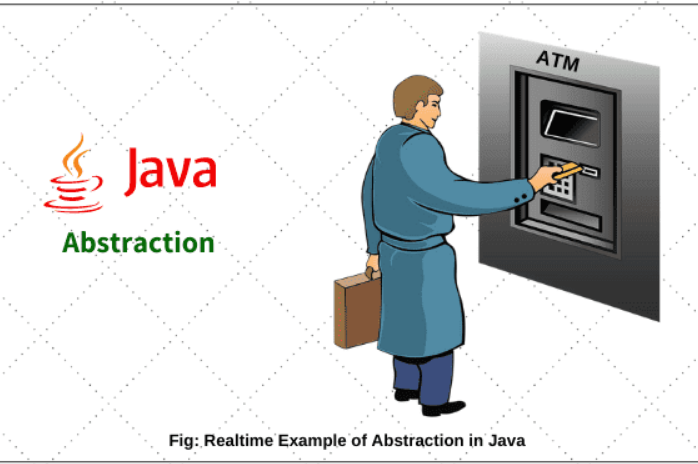 ATM
Java
Abstraction
Fig: Realtime Example of Abstraction in Java